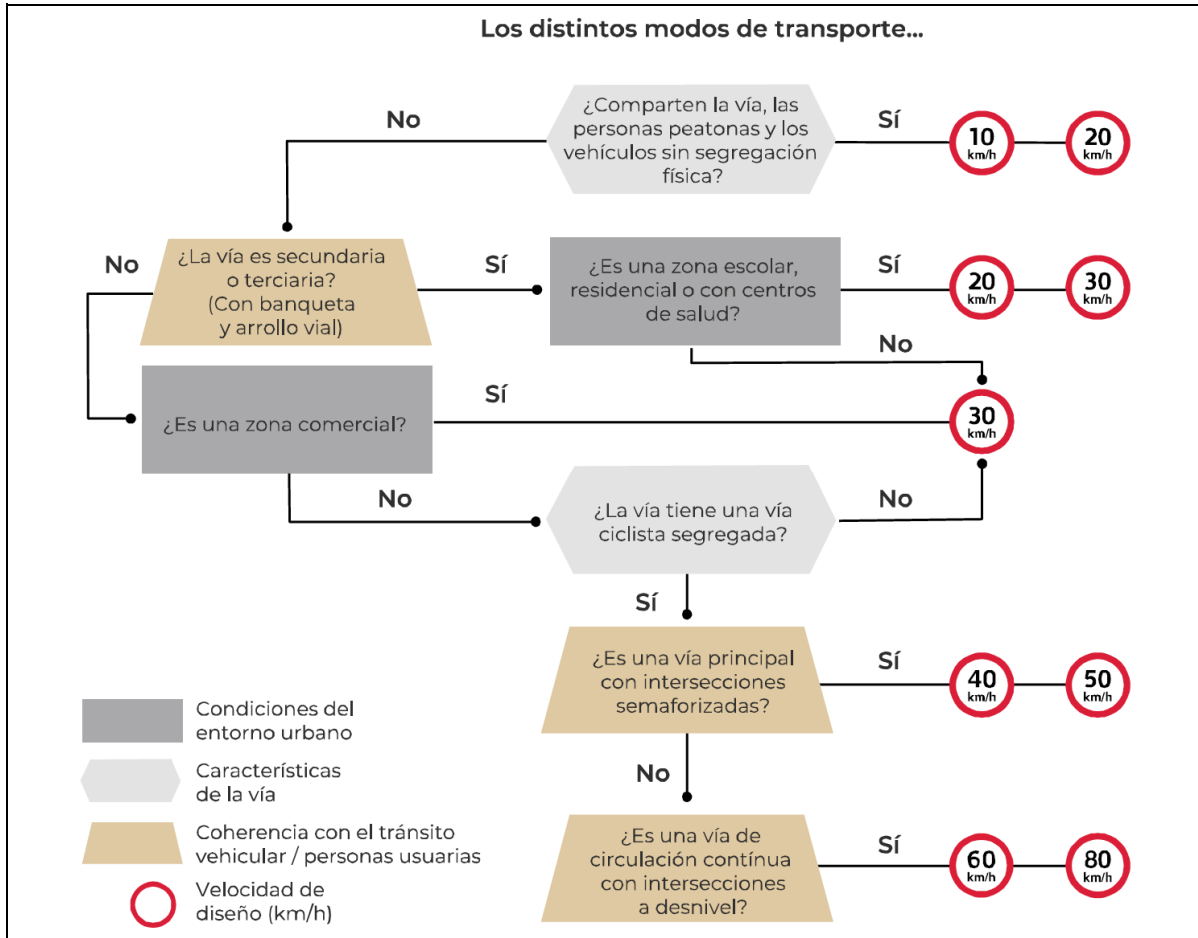 Los distintos modos de transporte...
No
¿Comparten la vía, las
personas peatonas y los
vehículos sin segregación
física?
Sí
10
km/h
20
km/h
No
¿La vía es secundaria
o terciaria?
(Con banqueta
y arrollo vial)
Sí
¿Es una zona escolar,
residencial o con centros
de salud?
Sí
20
km/h
30
km/h
No
¿Es una zona comercial?
Sí
30
km/h
No
¿La vía tiene una vía
ciclista segregada?
No
Sí
¿Es una vía principal
con intersecciones
semaforizadas?
Sí
40
km/h
50
km/h
No
¿Es una vía de
circulación contínua
con intersecciones
a desnivel?
Sí
60
km/h
80
km/h
Condiciones del
entorno urbano
Características
de la vía
Coherencia con el tránsito
vehicular / personas usuarias
Velocidad de
diseño (km/h)